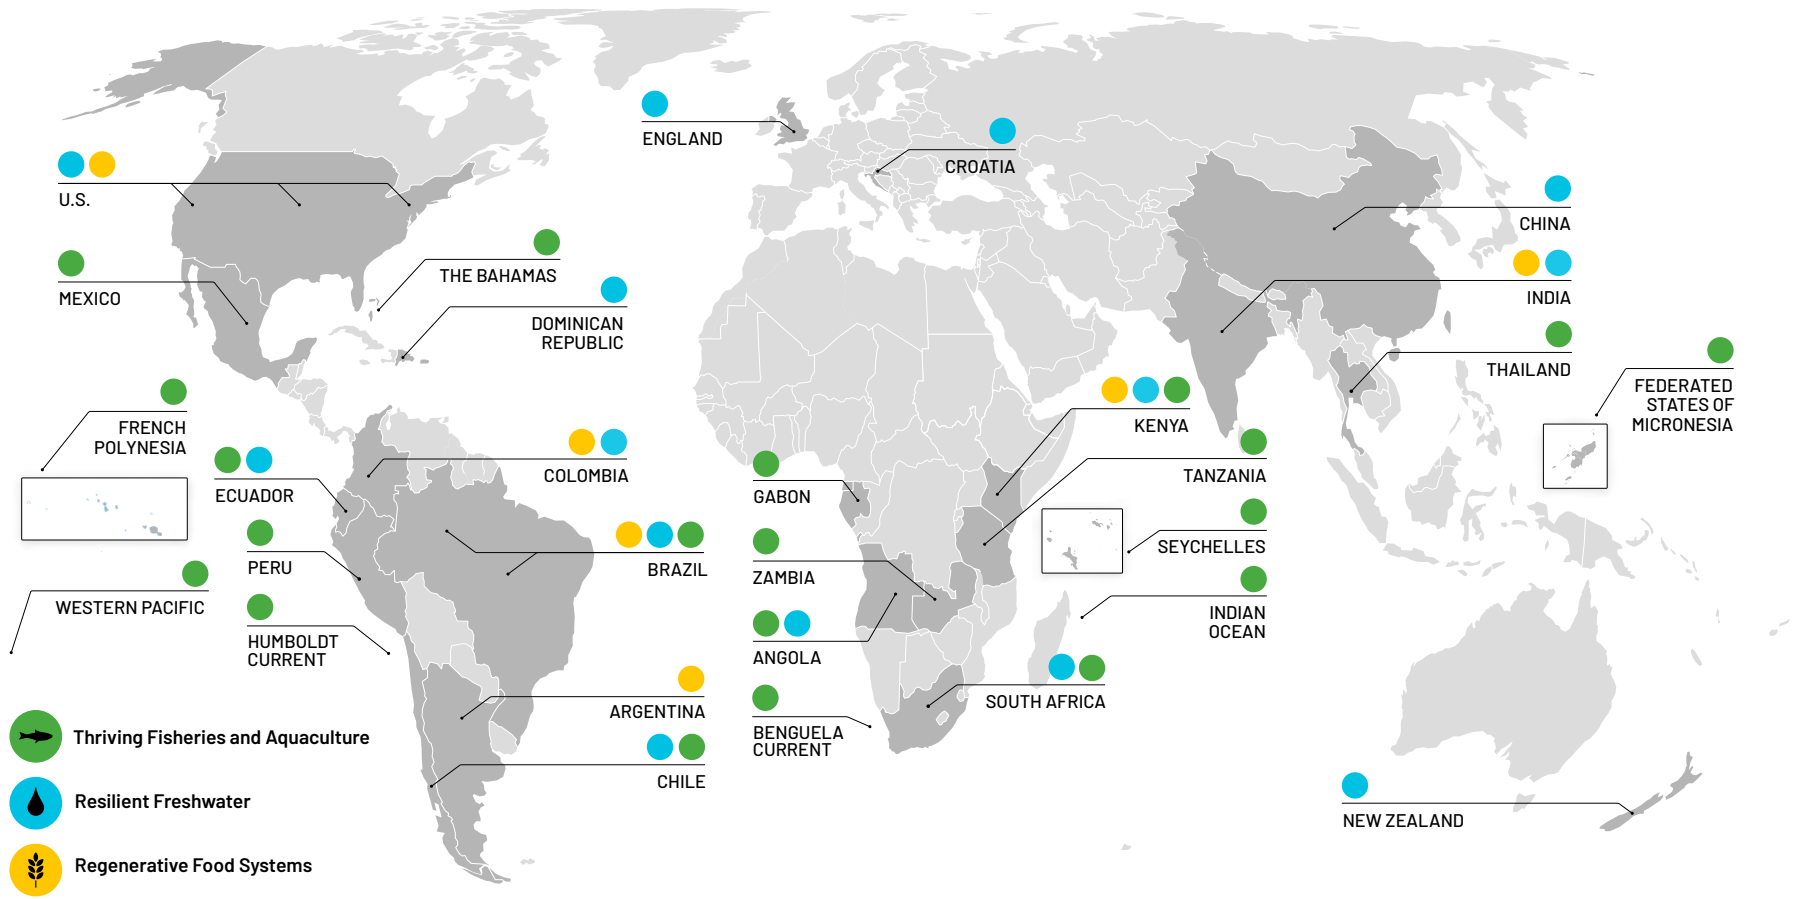 ENGLAND
CROATIA
U.S.
CHINA
THE BAHAMAS
MEXICO
INDIA
DOMINICAN
REPUBLIC
THAILAND
FEDERATED
STATES OF
MICRONESIA
FRENCH
POLYNESIA
KENYA
COLOMBIA
TANZANIA
ECUADOR
GABON
SEYCHELLES
PERU
BRAZIL
ZAMBIA
WESTERN PACIFIC
INDIAN
OCEAN
HUMBOLDT
CURRENT
ANGOLA
SOUTH AFRICA
ARGENTINA
BENGUELA
CURRENT
CHILE
NEW ZEALAND
Thriving Fisheries and Aquaculture
Resilient Freshwater
Regenerative Food Systems